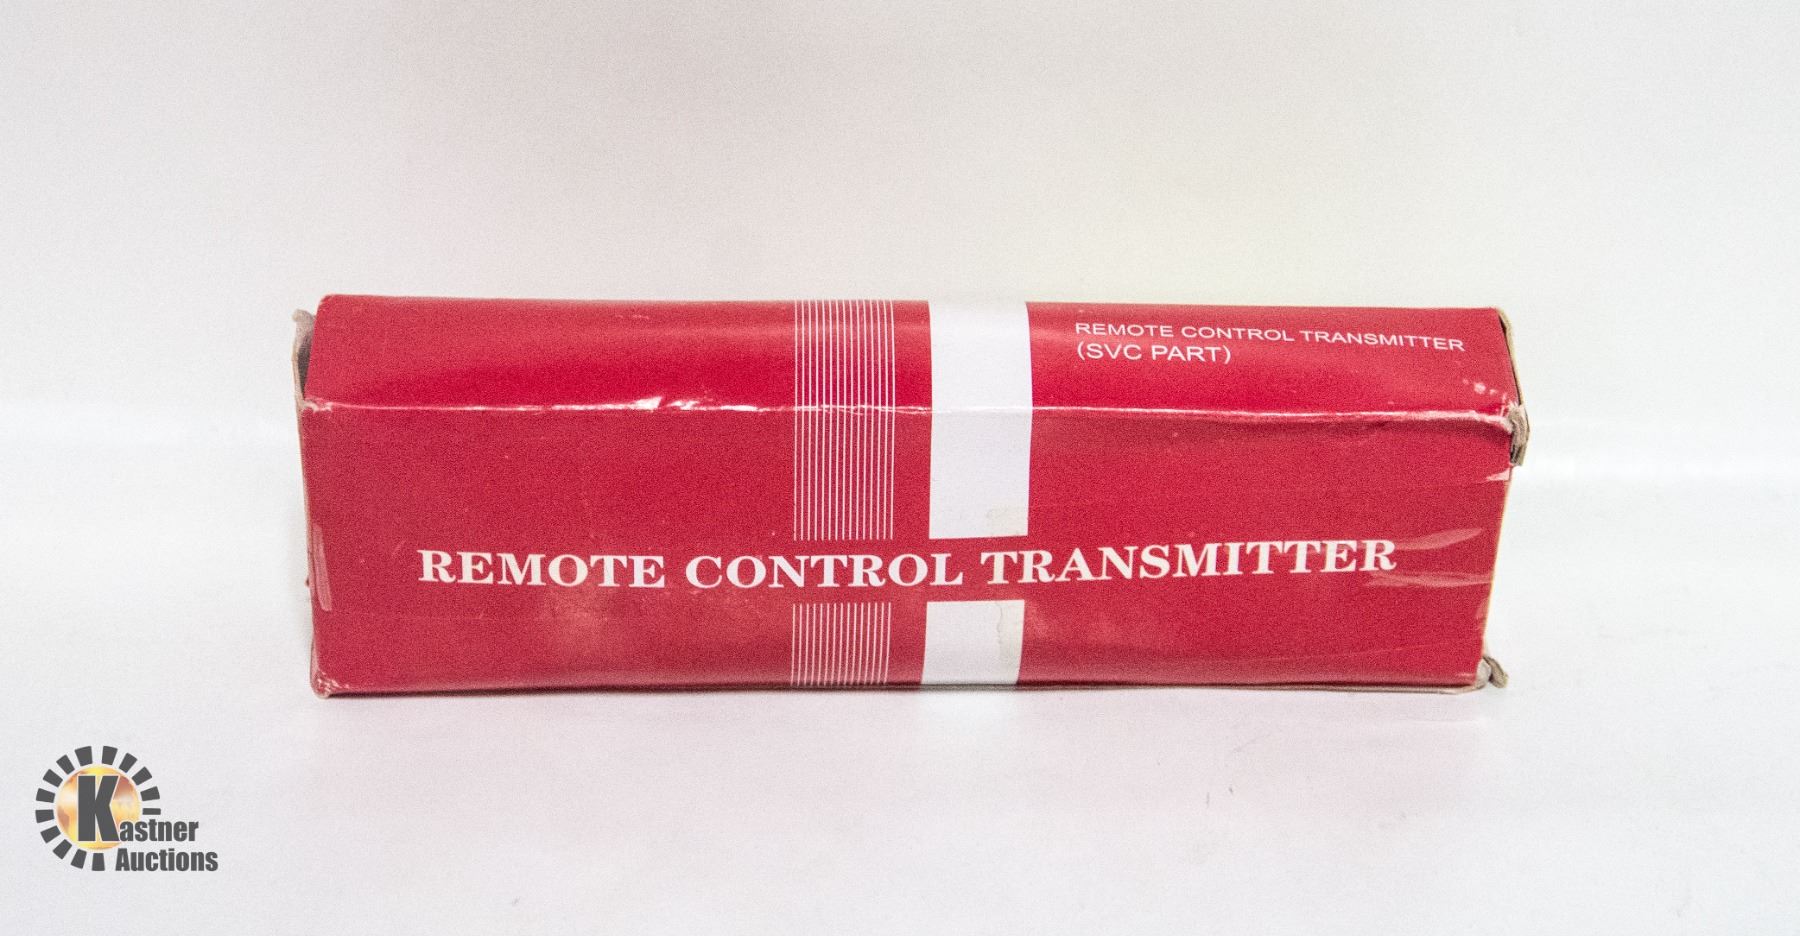 REMOTE CONTROL TRANSMITTER
(SVC PART)
REMOTE CONTROL TRANSMITTER
Kastner
Auctions